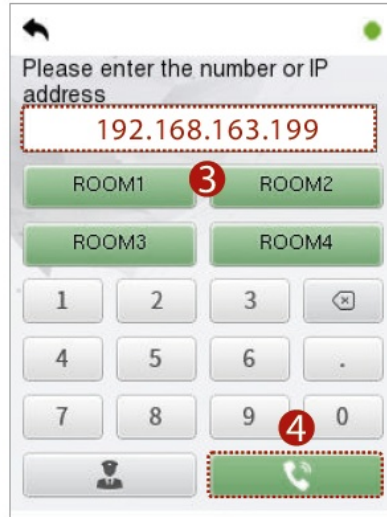 Please enter the number or IP
address
192.168.163.199
ROOM1 3 ROOM2
ROOM3 ROOM4
1 2 3
4 5 6 .
7 8 9 4 0